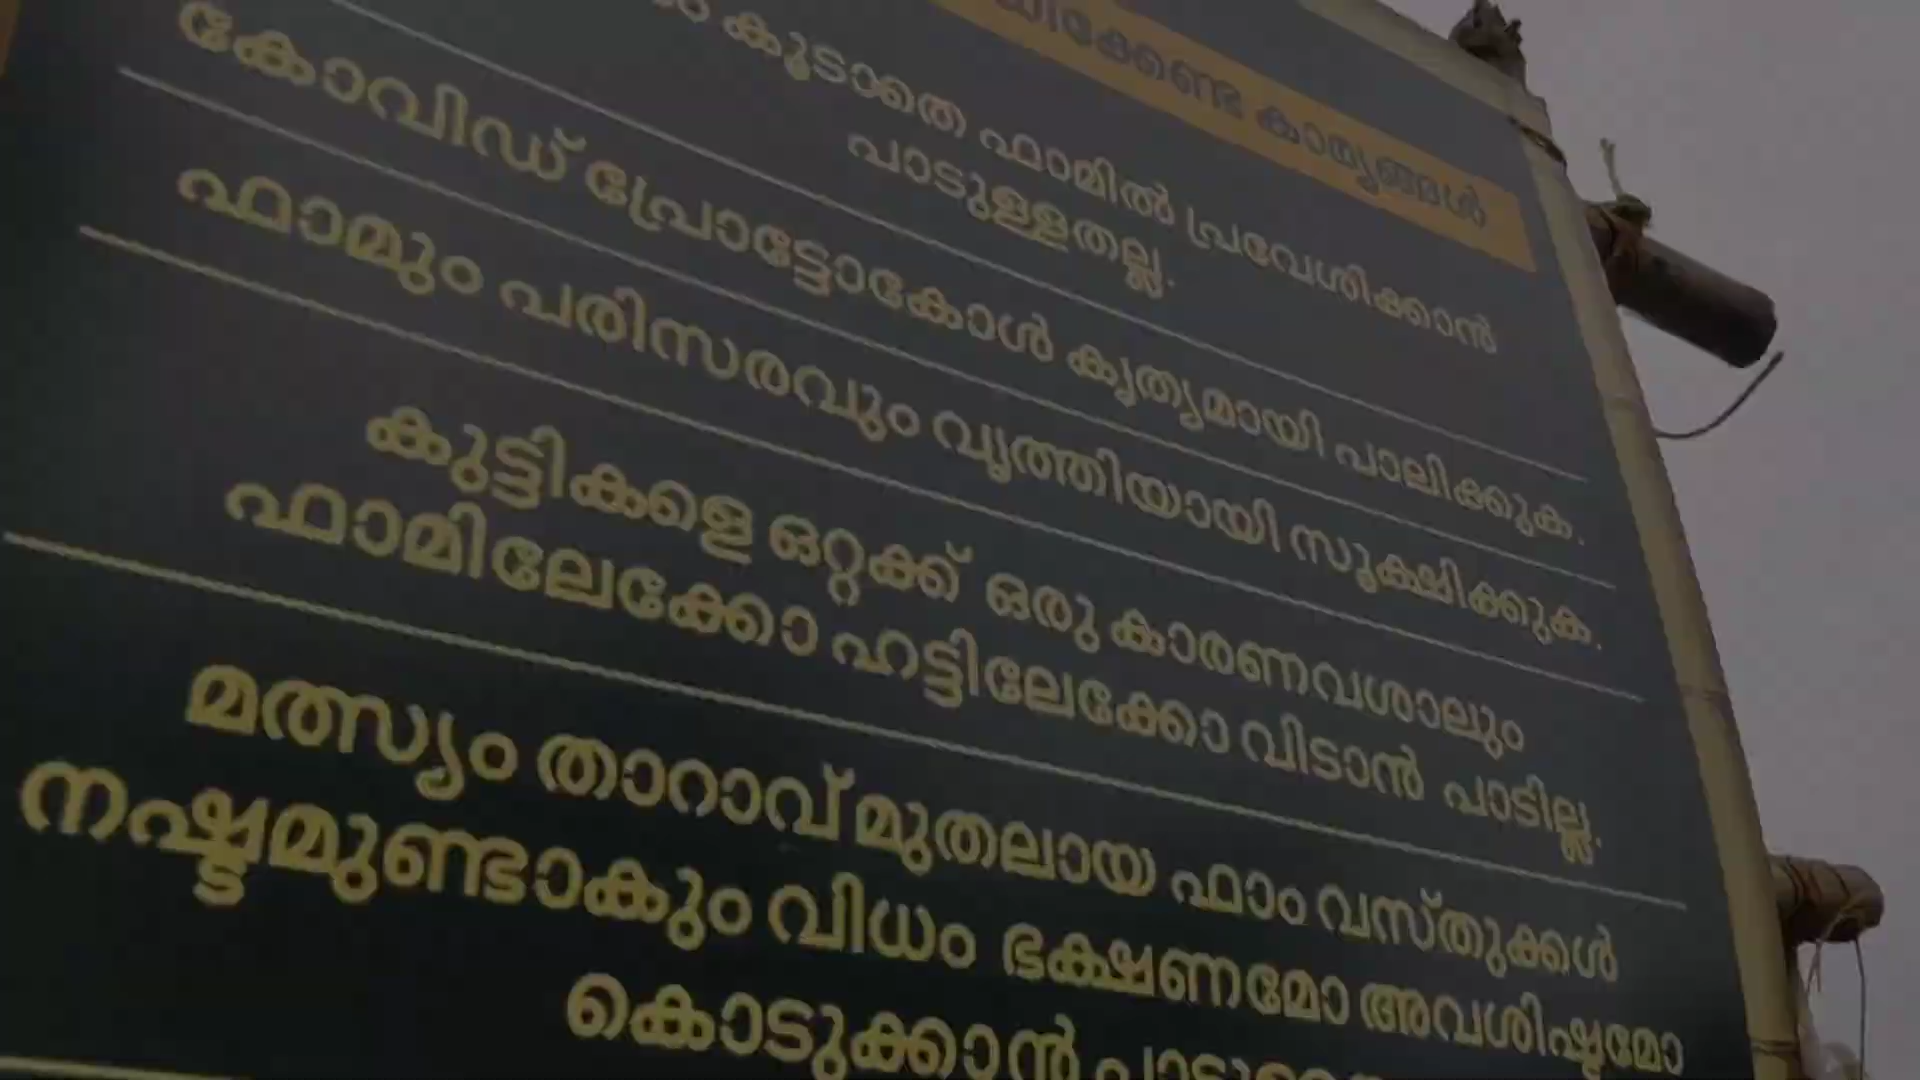 കാര്യങ്ങൾ
കൂടാതെ ഫാമിൽ പ്രവേശിക്കാൻ
പാടുള്ളതല്ല.
കോവിഡ് പ്രോട്ടോകോൾ കൃത്യമായി പാലിക്കുക.
ഫാമും പരിസരവും വൃത്തിയായി സൂക്ഷിക്കുക.
കുട്ടികളെ ഒറ്റക്ക് ഒരു കാരണവശാലും
ഫാമിലേക്കോ ഹട്ടിലേക്കോ വിടാൻ പാടില്ല.
മത്സ്യം താറാവ് മുതലായ ഫാം വസ്തുക്കൾ
നഷ്ടമുണ്ടാകും വിധം ഭക്ഷണമോ അവശിഷ്ടമോ
കൊടുക്കാൻ